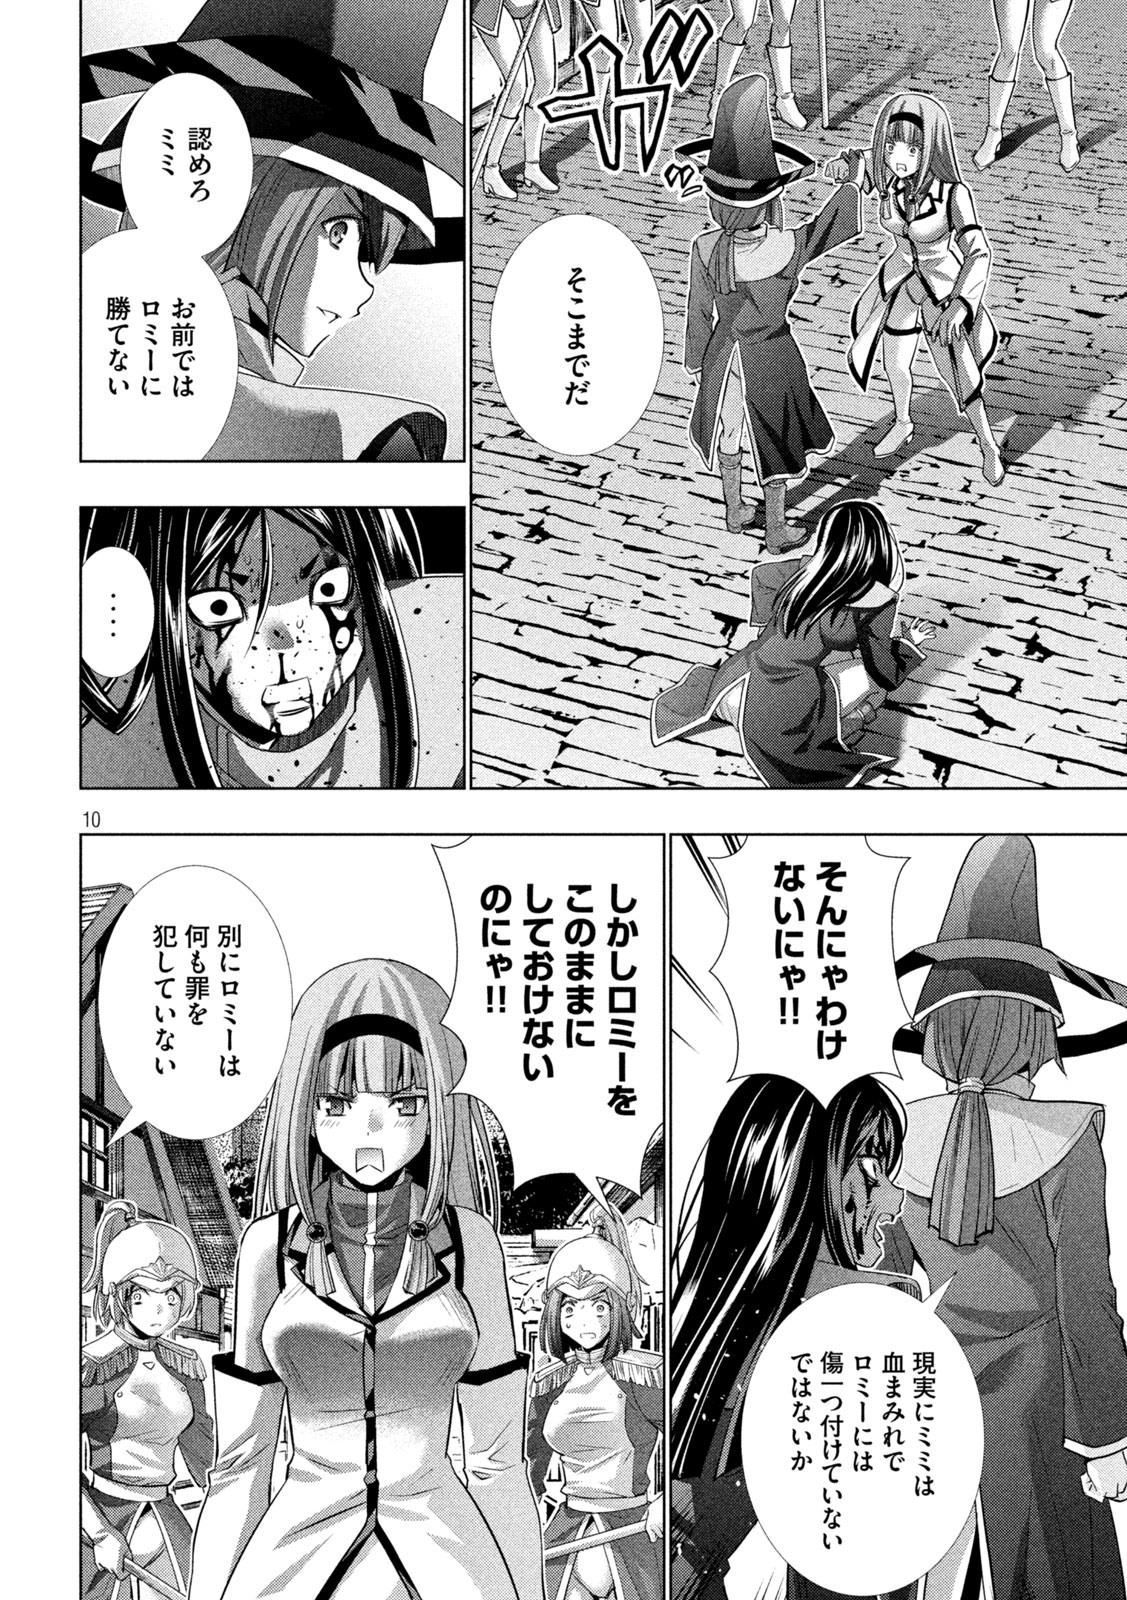 ザッ
そこまでだ
認めろ
ミミ
お前では
ロミーに
勝てない
‥‥
10
そんにゃわけ
ないにゃ!!
現実にミミは
血まみれで
ロミーには
傷一つ付けていない
ではないか
しかしロミーを
このままに
しておけない
のにゃ!!
別にロミーは
何も罪を
犯していない